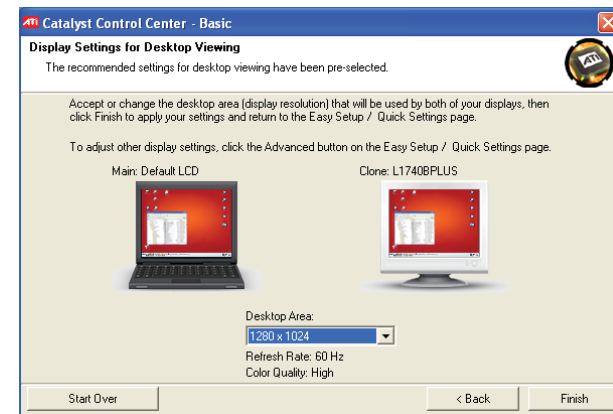 ATI Catalyst Control Center - Basic
Display Settings for Desktop Viewing
The recommended settings for desktop viewing have been pre-selected.
ATI
Accept or change the desktop area (display resolution) that will be used by both of your displays, then
click Finish to apply your settings and return to the Easy Setup / Quick Settings page.
To adjust other display settings, click the Advanced button on the Easy Setup / Quick Settings page.
Main: Default LCD
Clone: L1740BPLUS
Desktop Area:
1280 x 1024
Refresh Rate: 60 Hz
Color Quality: High
Start Over
< Back
Finish